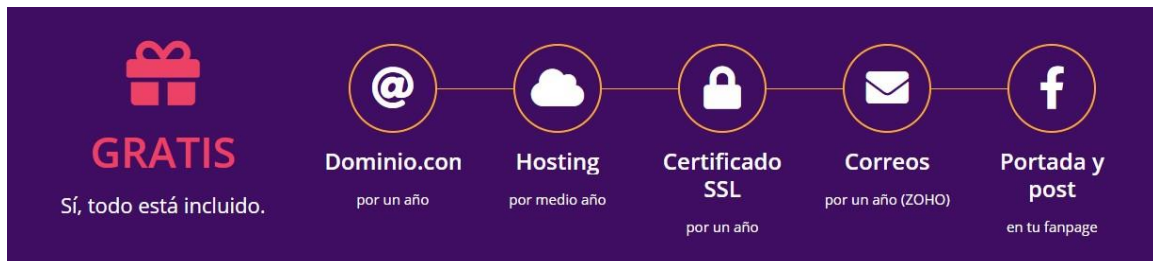 GRATIS
Sí, todo está incluido.
Dominio.con
por un año
Hosting
por medio año
Certificado
SSL
por un año
Correos
por un año (ZOHO)
Portada y
post
en tu fanpage